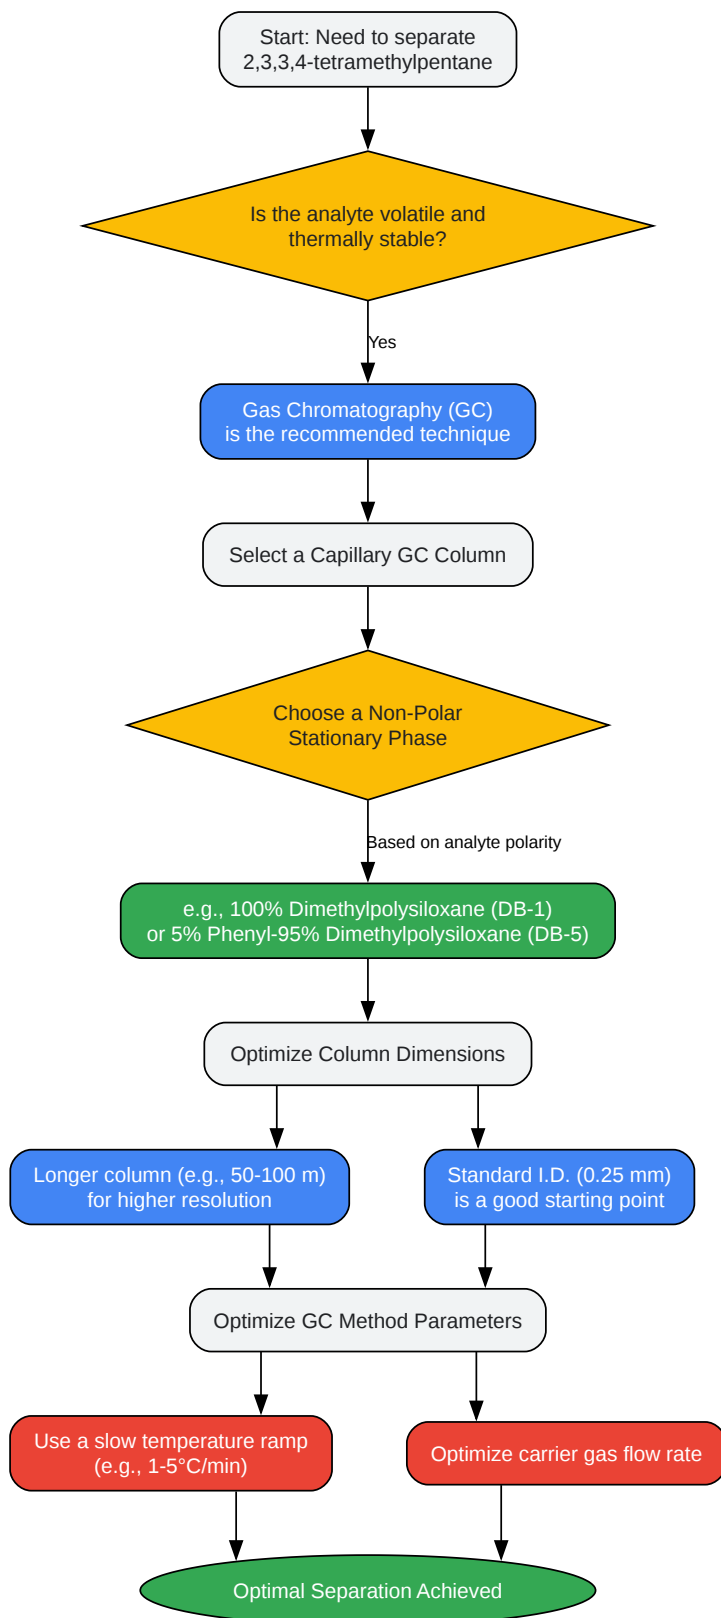 Start: Need to separate
2,3,3,4-tetramethylpentane
Is the analyte volatile and
thermally stable?
Yes
Gas Chromatography (GC)
is the recommended technique
Select a Capillary GC Column
Choose a Non-Polar
Stationary Phase
Based on analyte polarity
e.g., 100% Dimethylpolysiloxane (DB-1)
or 5% Phenyl-95% Dimethylpolysiloxane (DB-5)
Optimize Column Dimensions
Longer column (e.g., 50-100 m)
for higher resolution
Standard I.D. (0.25 mm)
is a good starting point
Optimize GC Method Parameters
Use a slow temperature ramp
(e.g., 1-5°C/min)
Optimize carrier gas flow rate
Optimal Separation Achieved